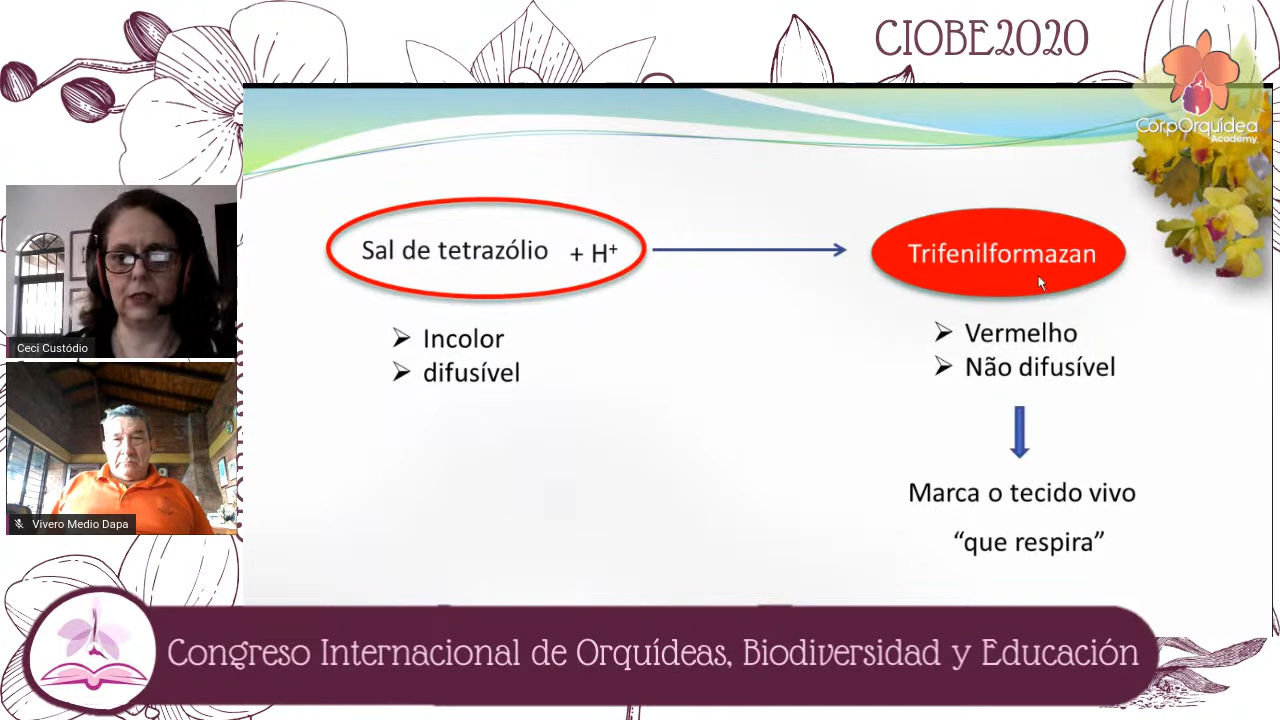 CIOBE2020
CorpOrquídea
Academy
Sal de tetrazólio + H⁺
Trifenilformazan
➢ Incolor
➢ difusível
➢ Vermelho
➢ Não difusível
Marca o tecido vivo
“que respira”
Ceci Custódio
Vivero Medio Dapa
Congreso Internacional de Orquídeas, Biodiversidad y Educación